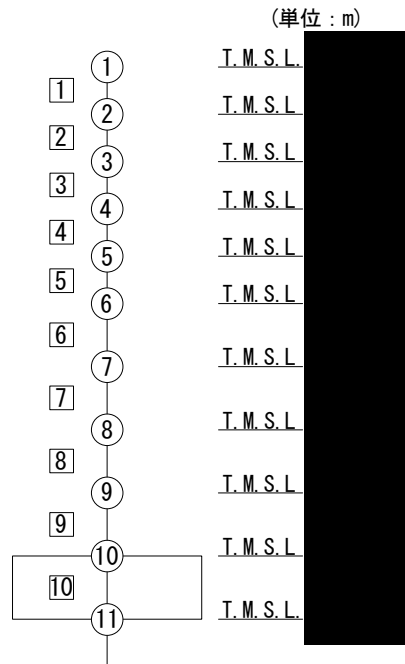 (単位：m)
① T.M.S.L.
1
② T.M.S.L
2
③ T.M.S.L
3
④ T.M.S.L
4
⑤ T.M.S.L
5
⑥ T.M.S.L
6
⑦ T.M.S.L
7
⑧ T.M.S.L
8
⑨ T.M.S.L
9
⑩ T.M.S.L
10
⑪ T.M.S.L.